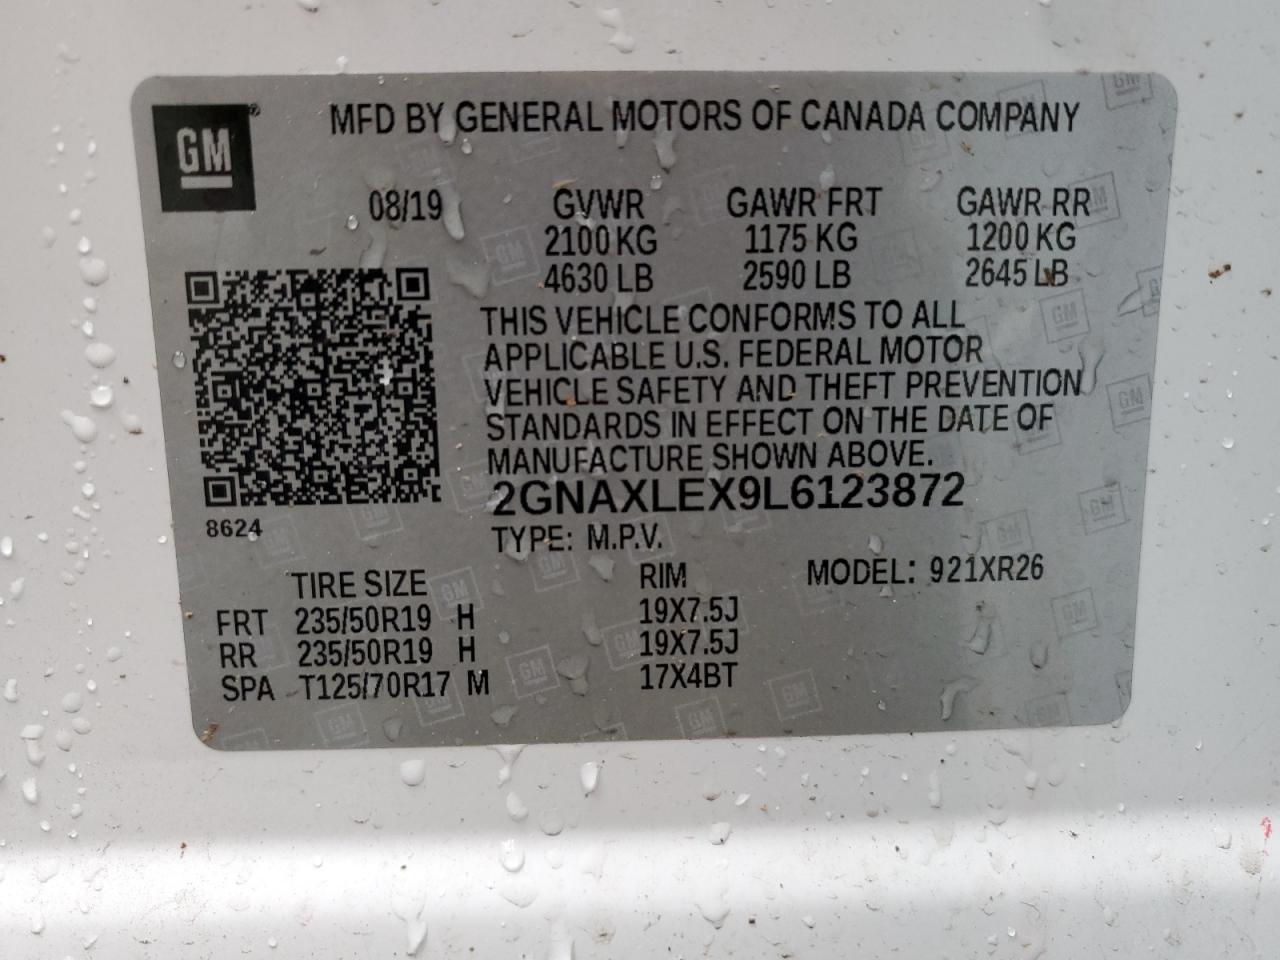 GM®
MFD BY GENERAL MOTORS OF CANADA COMPANY
08/19 GVWR GAWR FRT GAWR RR
2100 KG 1175 KG 1200 KG
4630 LB 2590 LB 2645 LB
THIS VEHICLE CONFORMS TO ALL
APPLICABLE U.S. FEDERAL MOTOR
VEHICLE SAFETY AND THEFT PREVENTION
STANDARDS IN EFFECT ON THE DATE OF
MANUFACTURE SHOWN ABOVE.
2GNAXLEX9L6123872
8624
TYPE: M.P.V.
TIRE SIZE RIM MODEL: 921XR26
FRT 235/50R19 H 19X7.5J
RR 235/50R19 H 19X7.5J
SPA T125/70R17 M 17X4BT